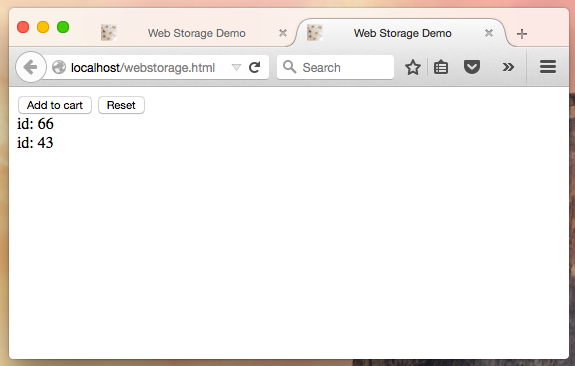 Web Storage Demo
Web Storage Demo
localhost/webstorage.html
Search
Add to cart
Reset
id: 66
id: 43